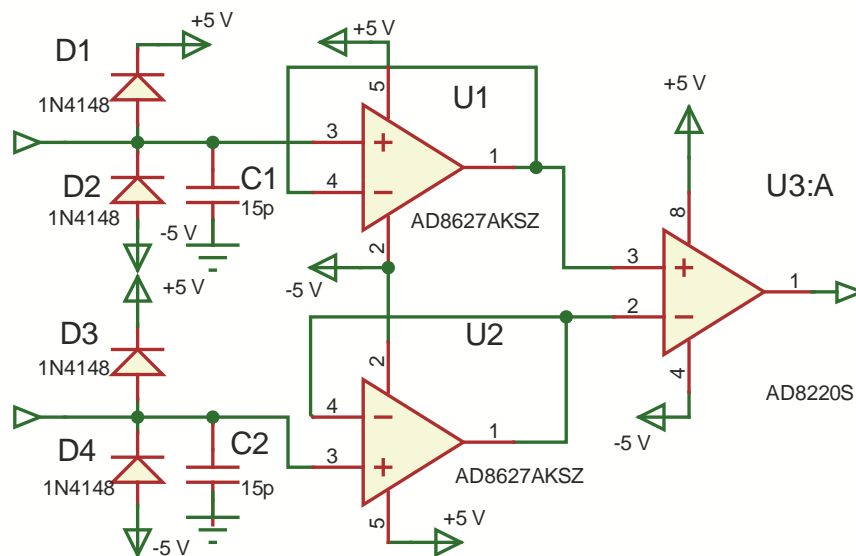 +5 V
D1
1N4148
+5 V
5
U1
3
1
4
AD8627AKSZ
2
D2
1N4148
-5 V
C1
15p
+5 V
-5 V
+5 V
8
U3:A
3
1
2
4
AD8220S
-5 V
D3
1N4148
U2
2
4
1
3
AD8627AKSZ
5
+5 V
D4
1N4148
-5 V
C2
15p